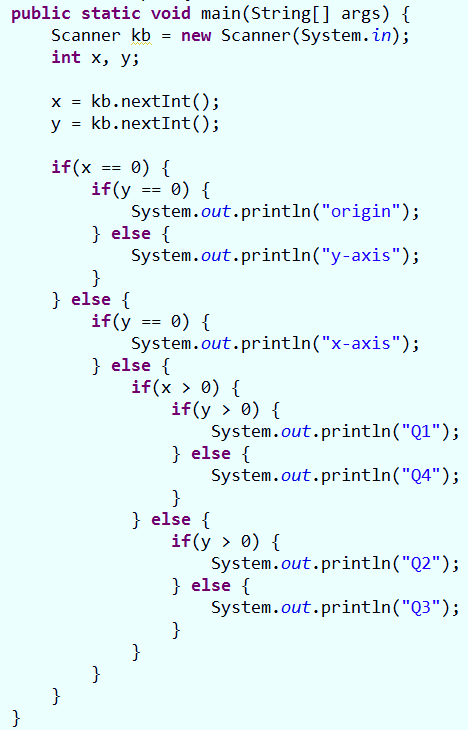 public static void main(String[] args) {
    Scanner kb = new Scanner(System.in);
    int x, y;

    x = kb.nextInt();
    y = kb.nextInt();

    if(x == 0) {
        if(y == 0) {
            System.out.println("origin");
        } else {
            System.out.println("y-axis");
        }
    } else {
        if(y == 0) {
            System.out.println("x-axis");
        } else {
            if(x > 0) {
                if(y > 0) {
                    System.out.println("Q1");
                } else {
                    System.out.println("Q4");
                }
            } else {
                if(y > 0) {
                    System.out.println("Q2");
                } else {
                    System.out.println("Q3");
                }
            }
        }
    }
}